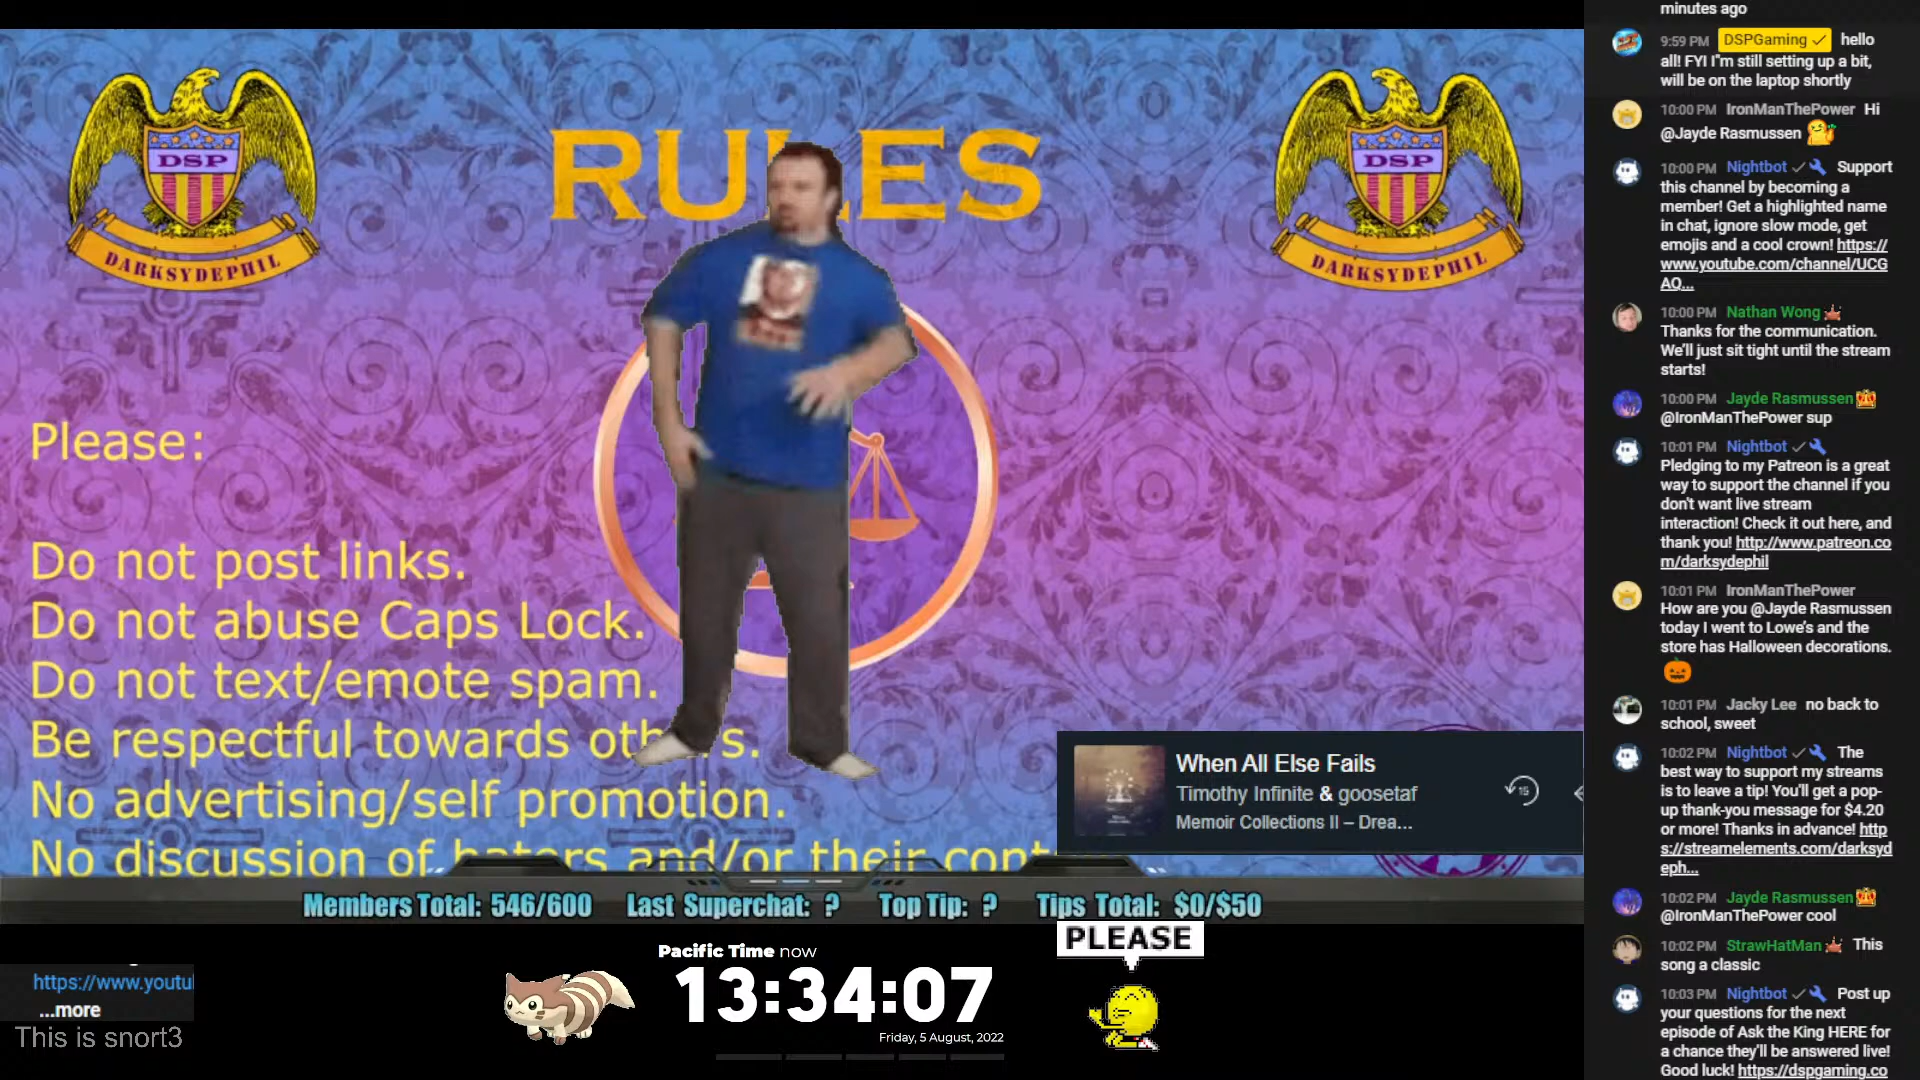 DSP
DARKSYDEPHIL
RULES
DSP
DARKSYDEPHIL
Please:
Do not post links.
Do not abuse Caps Lock.
Do not text/emote spam.
Be respectful towards
No advertising/self promotion.
No discussion of haters and/or their
When All Else Fails
Timothy Infinite & goosetaf
Memoir Collections II – Drea...
15
Members Total: 546/600 Last Superchat: ? Top Tip: ? Tips Total: $0/$50
PLEASE
Pacific Time now
13:34:07
Friday, 5 August, 2022
https://www.youtu
...more
This is snort3
minutes ago
9:59 PM DSPGaming ✓ hello
all! FYI I"m still setting up a bit,
will be on the laptop shortly
10:00 PM IronManThePower Hi
@Jayde Rasmussen
10:00 PM Nightbot ✓ Support
this channel by becoming a
member! Get a highlighted name
in chat, ignore slow mode, get
emojis and a cool crown! https://
www.youtube.com/channel/UCG
AQ...
10:00 PM Nathan Wong
Thanks for the communication.
We'll just sit tight until the stream
starts!
10:00 PM Jayde Rasmussen
@IronManThePower sup
10:01 PM Nightbot ✓
Pledging to my Patreon is a great
way to support the channel if you
don't want live stream
interaction! Check it out here, and
thank you! http://www.patreon.co
m/darksydephil
10:01 PM IronManThePower
How are you @Jayde Rasmussen
today I went to Lowe's and the
store has Halloween decorations.
10:01 PM Jacky Lee no back to
school, sweet
10:02 PM Nightbot ✓ The
best way to support my streams
is to leave a tip! You'll get a pop-
up thank-you message for $4.20
or more! Thanks in advance! http
s://streamelements.com/darksyd
eph...
10:02 PM Jayde Rasmussen
@IronManThePower cool
10:02 PM StrawHatMan This
song a classic
10:03 PM Nightbot ✓ Post up
your questions for the next
episode of Ask the King HERE for
a chance they'll be answered live!
Good luck! https://dspgaming.co